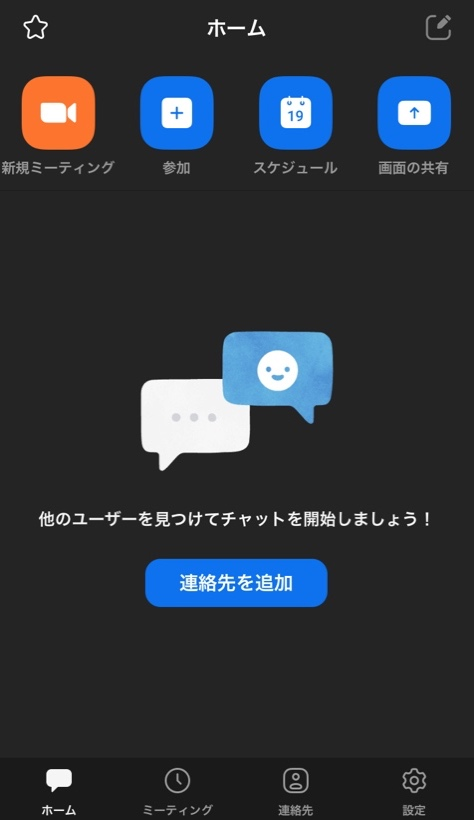 ホーム
新規ミーティング
参加
19
スケジュール
画面の共有
他のユーザーを見つけてチャットを開始しましょう！
連絡先を追加
ホーム
ミーティング
連絡先
設定